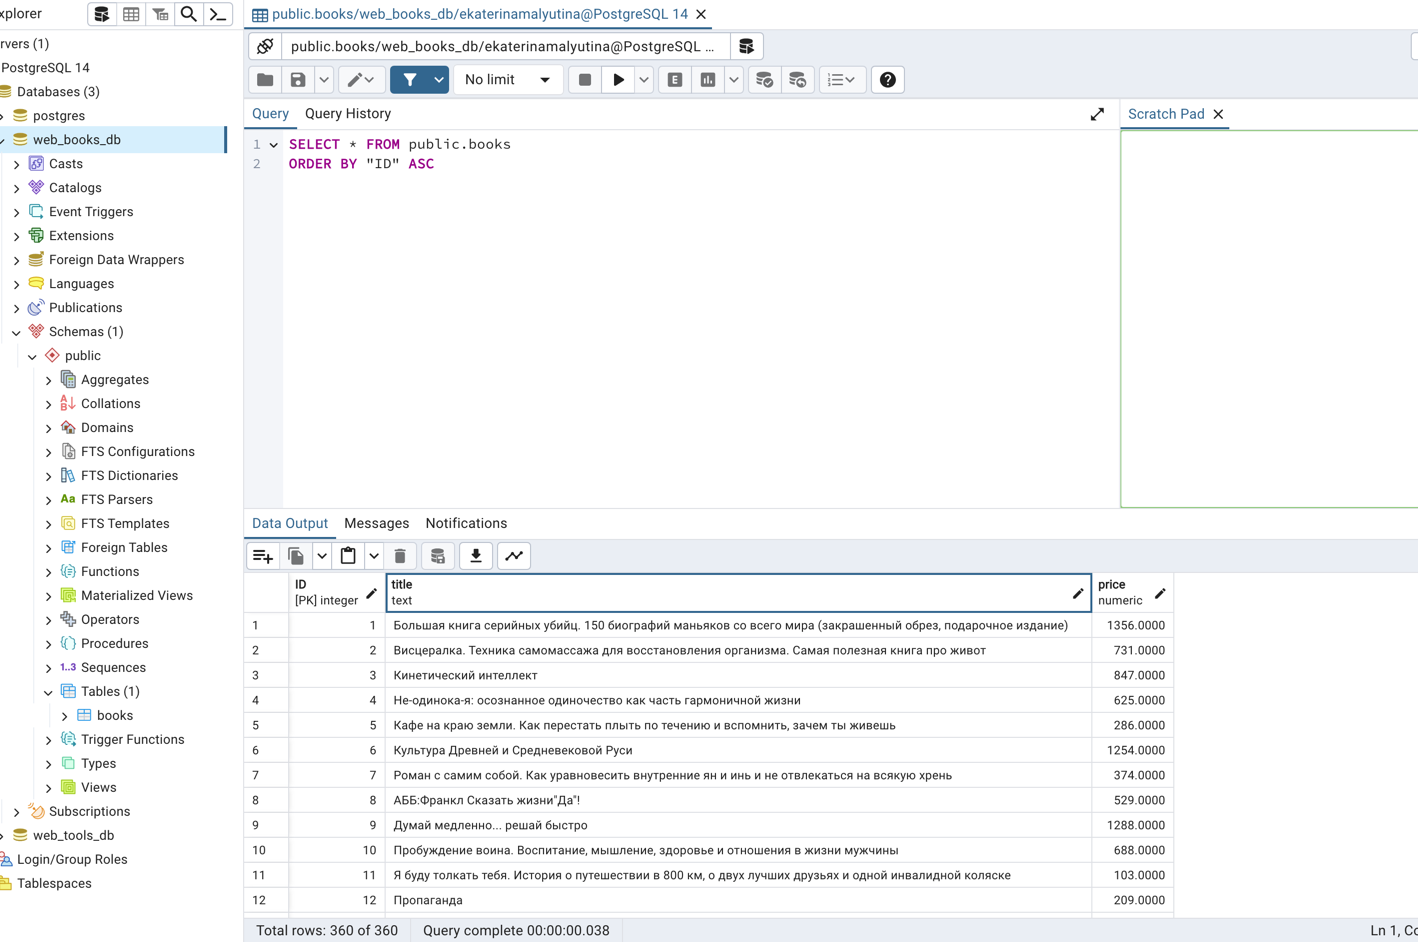 xplorer
public.books/web_books_db/ekaterinamalyutina@PostgreSQL 14
rvers (1)
PostgreSQL 14
Databases (3)
postgres
web_books_db
Casts
Catalogs
Event Triggers
Extensions
Foreign Data Wrappers
Languages
Publications
Schemas (1)
public
Aggregates
Collations
Domains
FTS Configurations
FTS Dictionaries
Aa FTS Parsers
FTS Templates
Foreign Tables
Functions
Materialized Views
Operators
Procedures
1..3 Sequences
Tables (1)
books
Trigger Functions
Types
Views
Subscriptions
web_tools_db
Login/Group Roles
Tablespaces
public.books/web_books_db/ekaterinamalyutina@PostgreSQL ...
No limit
E
Query Query History
Scratch Pad
1 SELECT * FROM public.books
2 ORDER BY "ID" ASC
Data Output Messages Notifications
ID title price
[PK] integer text numeric
1 1 Большая книга серийных убийц. 150 биографий маньяков со всего мира (закрашенный обрез, подарочное издание) 1356.0000
2 2 Висцералка. Техника самомассажа для восстановления организма. Самая полезная книга про живот 731.0000
3 3 Кинетический интеллект 847.0000
4 4 Не-одинока-я: осознанное одиночество как часть гармоничной жизни 625.0000
5 5 Кафе на краю земли. Как перестать плыть по течению и вспомнить, зачем ты живешь 286.0000
6 6 Культура Древней и Средневековой Руси 1254.0000
7 7 Роман с самим собой. Как уравновесить внутренние ян и инь и не отвлекаться на всякую хрень 374.0000
8 8 АББ:Франкл Сказать жизни"Да"! 529.0000
9 9 Думай медленно... решай быстро 1288.0000
10 10 Пробуждение воина. Воспитание, мышление, здоровье и отношения в жизни мужчины 688.0000
11 11 Я буду толкать тебя. История о путешествии в 800 км, о двух лучших друзьях и одной инвалидной коляске 103.0000
12 12 Пропаганда 209.0000
Total rows: 360 of 360 Query complete 00:00:00.038 Ln 1, Co